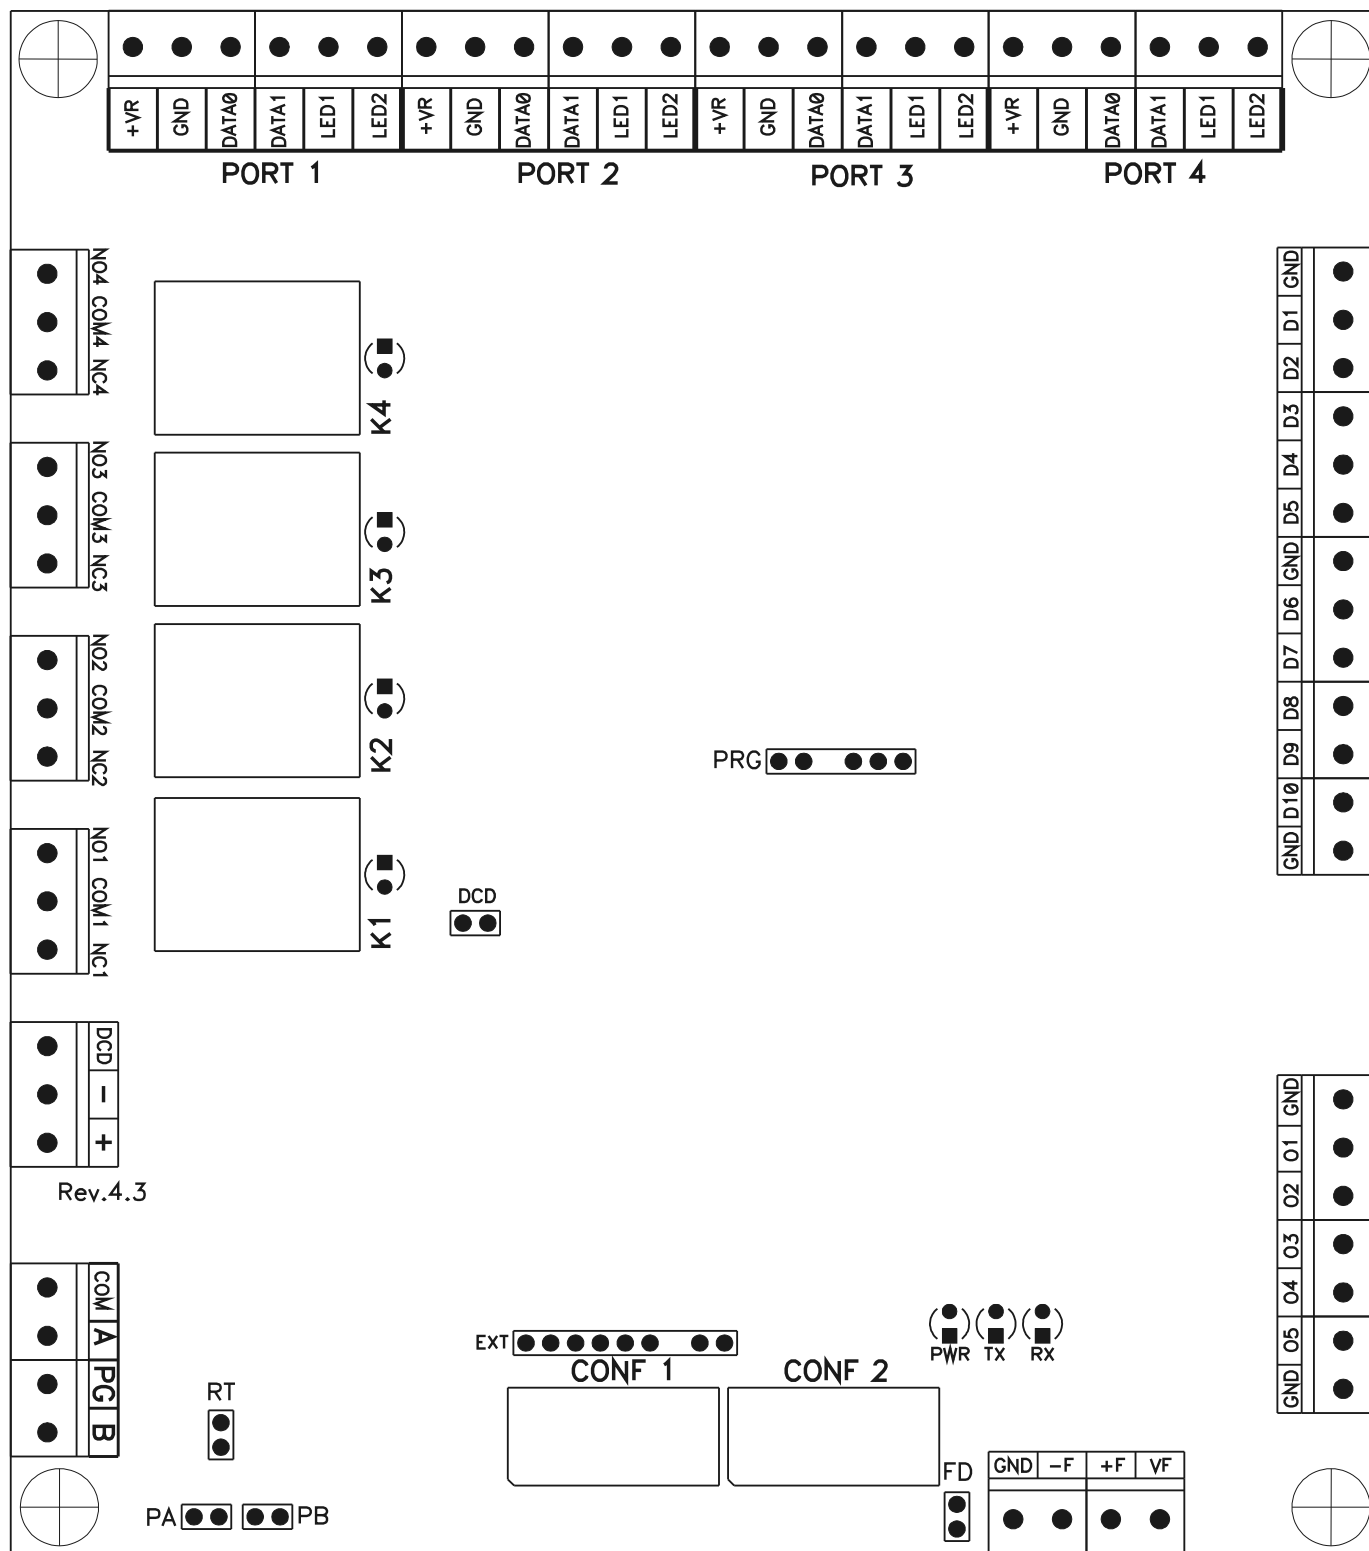 +VR GND DATA0 DATA1 LED1 LED2 +VR GND DATA0 DATA1 LED1 LED2 +VR GND DATA0 DATA1 LED1 LED2 +VR GND DATA0 DATA1 LED1 LED2
PORT 1 PORT 2 PORT 3 PORT 4
NO4 COM4 NC4
K4
NO3 COM3 NC3
K3
NO2 COM2 NC2
K2
NO1 COM1 NC1
K1
DCD
PRG
GND D1 D2 D3 D4 D5 GND D6 D7 D8 D9 D10 GND
DCD - +
Rev.4.3
COM A PG B
GND O1 O2 O3 O4 O5 GND
EXT
CONF 1 CONF 2
PWR TX RX
RT
PA PB
FD
GND -F +F VF